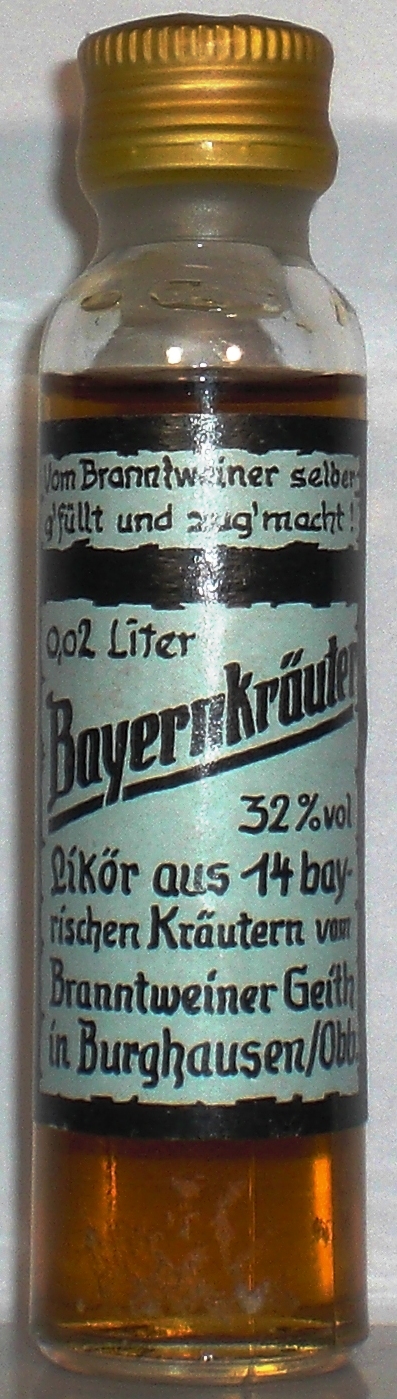 Vom Branntweiner selber
g'füllt und zug'macht!
0,02 Liter
Bayernkräuter
32%vol
Likör aus 14 bay-
rischen Kräutern vom
Branntweiner Geith
in Burghausen/Obb.